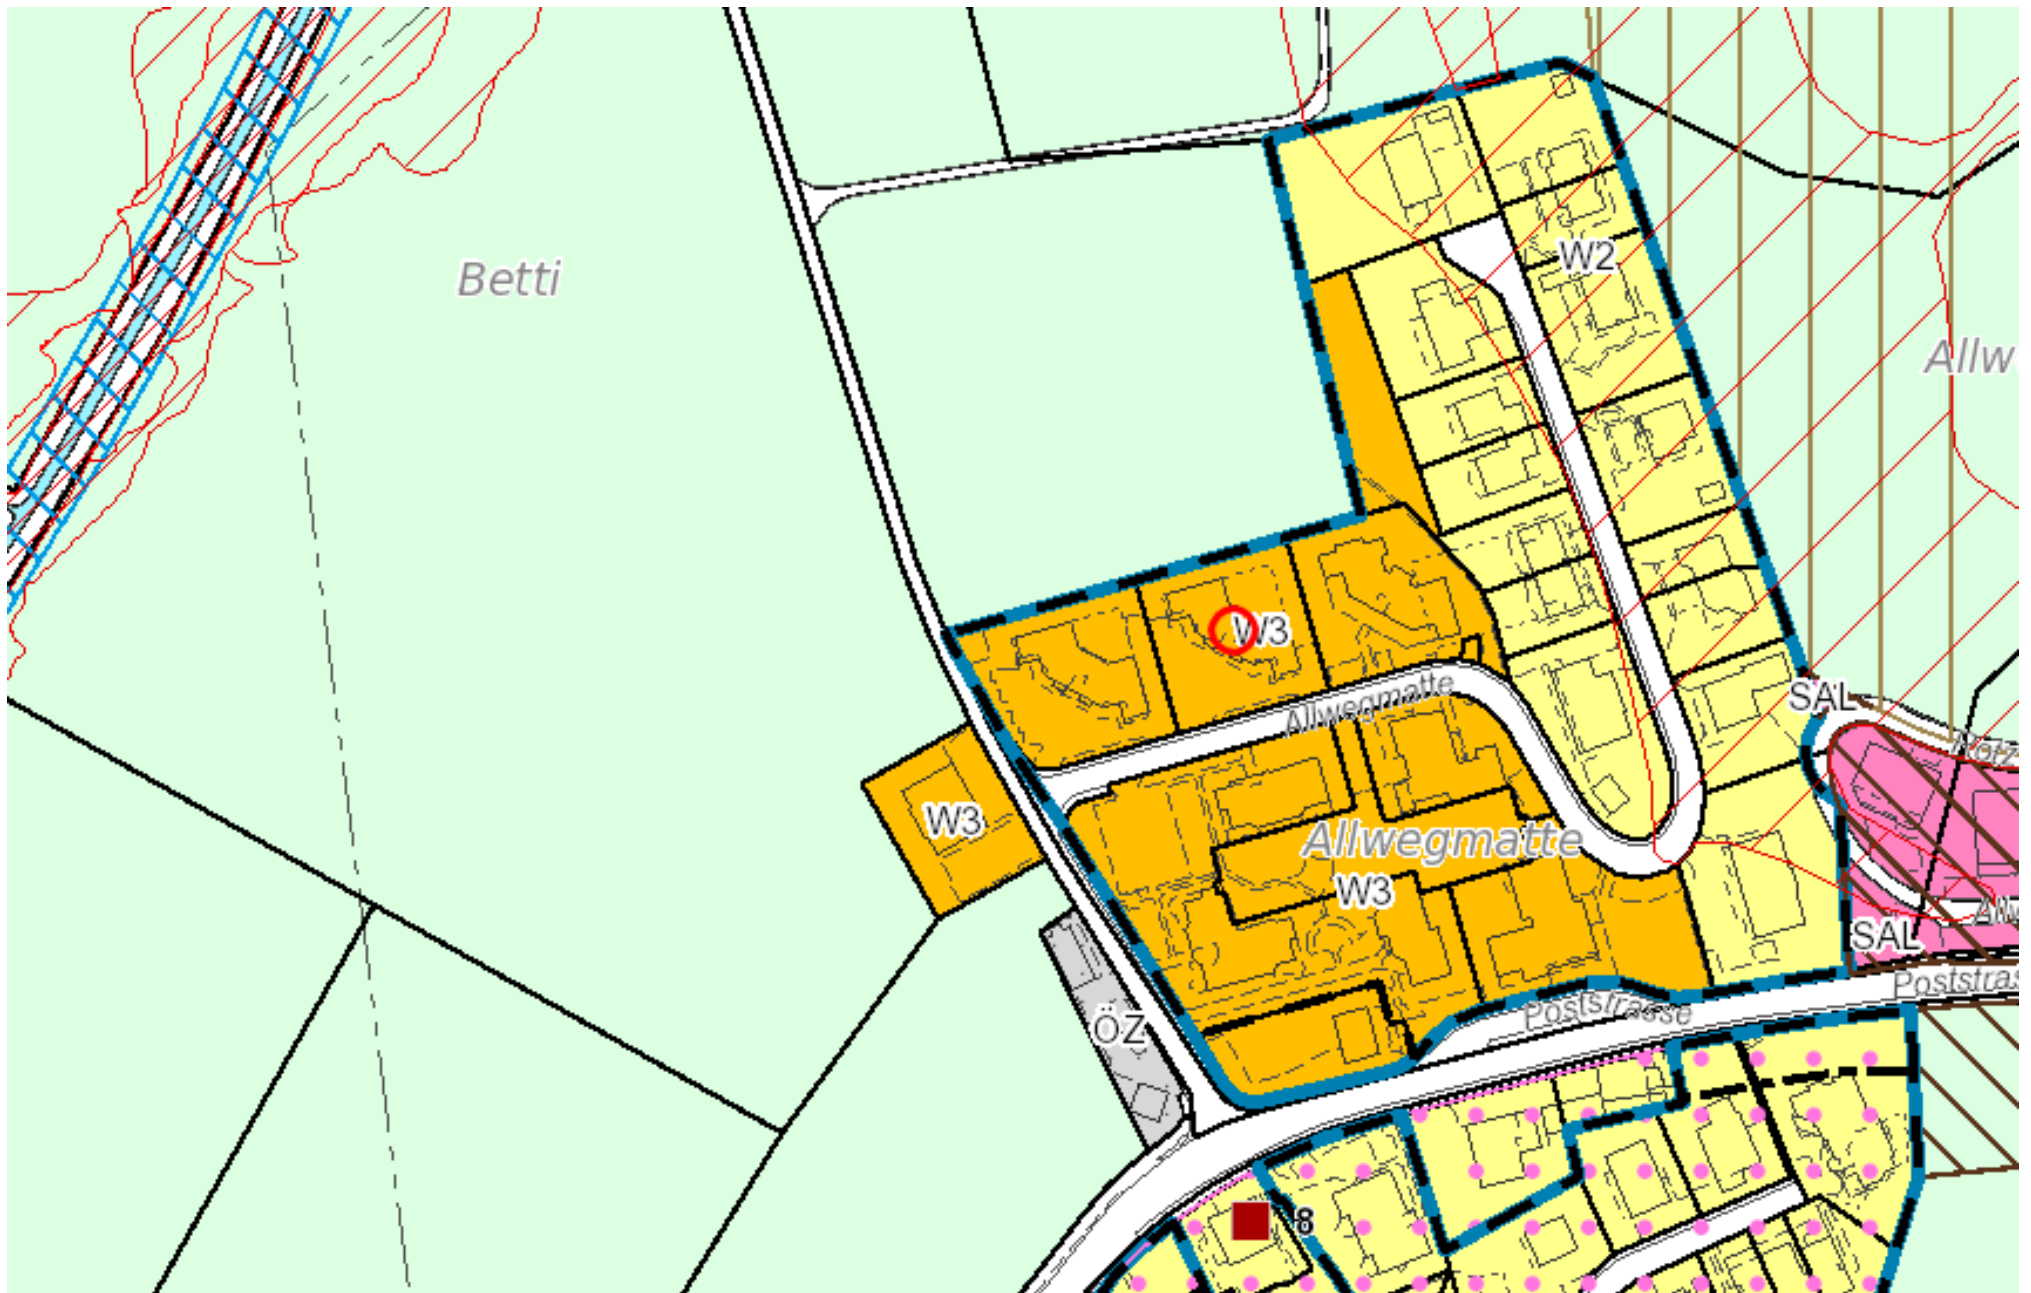 W2
Betti
Allw
W3
Allwegmatte
SAL
W3
Allwegmatte
W3
SAL
Poststras
Poststrasse
ÖZ
8